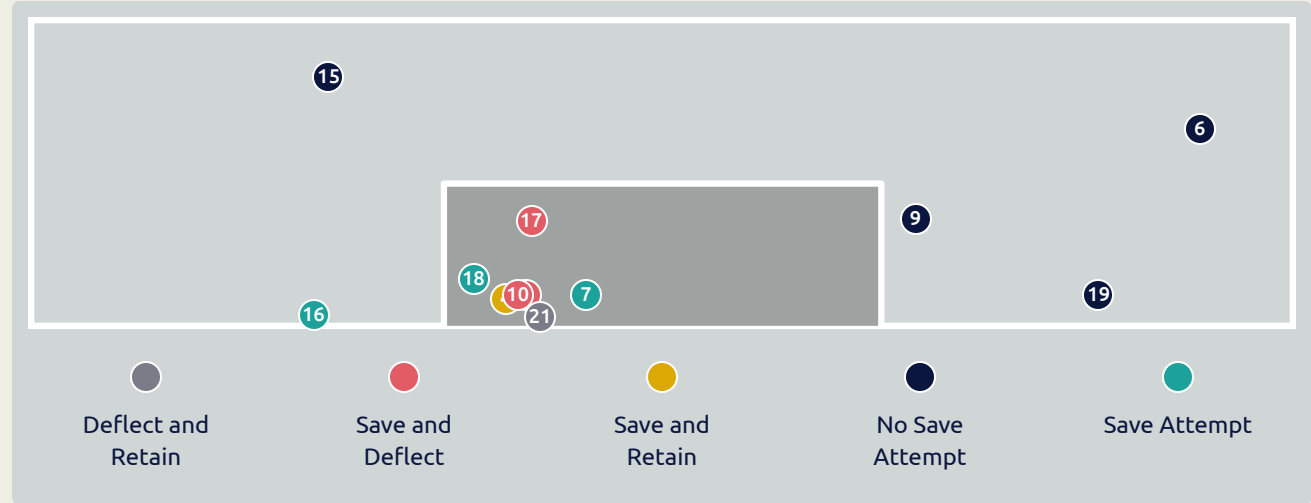 15
6
17
9
18
10
7
19
16
21
Deflect and
Retain
Save and
Deflect
Save and
Retain
No Save
Attempt
Save Attempt